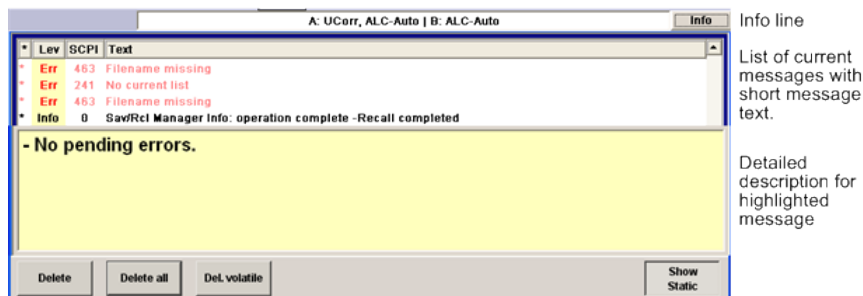 A: UCorr, ALC-Auto | B: ALC-Auto
Info
Info line
* Lev SCPI Text
* Err 463 Filename missing
* Err 241 No current list
* Err 463 Filename missing
* Info 0 Sav/Rcl Manager Info: operation complete -Recall completed
List of current
messages with
short message
text.
- No pending errors.
Detailed
description for
highlighted
message
Delete
Delete all
Del. volatile
Show
Static